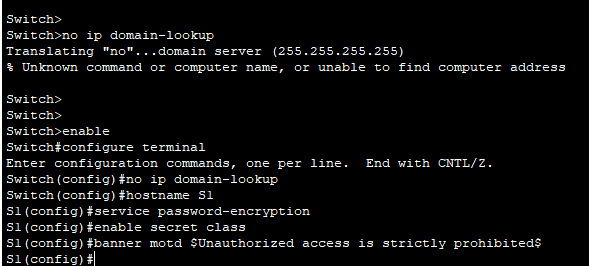 Switch>
Switch>no ip domain-lookup
Translating "no"...domain server (255.255.255.255)
% Unknown command or computer name, or unable to find computer address
Switch>
Switch>
Switch>enable
Switch#configure terminal
Enter configuration commands, one per line.  End with CNTL/Z.
Switch(config)#no ip domain-lookup
Switch(config)#hostname S1
S1(config)#service password-encryption
S1(config)#enable secret class
S1(config)#banner motd $Unauthorized access is strictly prohibited$
S1(config)#